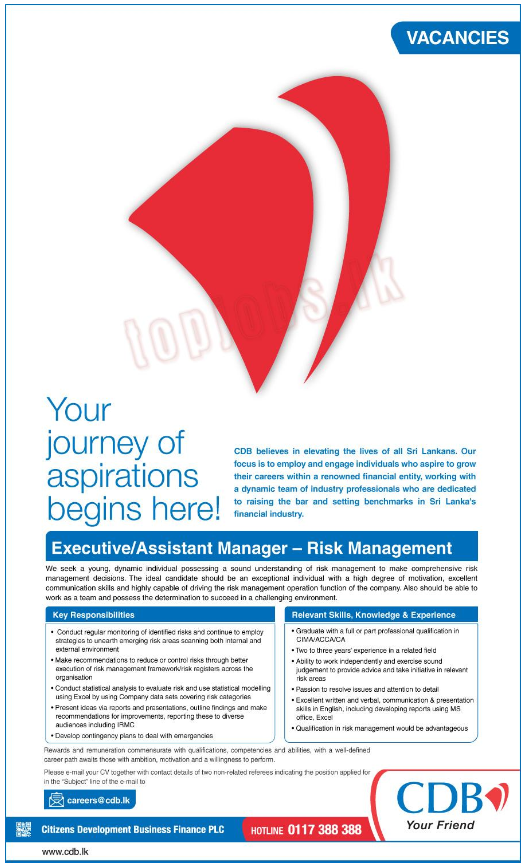 VACANCIES
topjobs.lk
Your
journey of
aspirations
begins here!
CDB believes in elevating the lives of all Sri Lankans. Our
focus is to employ and engage individuals who aspire to grow
their careers within a renowned financial entity, working with
a dynamic team of industry professionals who are dedicated
to raising the bar and setting benchmarks in Sri Lanka's
financial industry.
Executive/Assistant Manager – Risk Management
We seek a young, dynamic individual possessing a sound understanding of risk management to make comprehensive risk
management decisions. The ideal candidate should be an exceptional individual with a high degree of motivation, excellent
communication skills and highly capable of driving the risk management operation function of the company. Also should be able to
work as a team and possess the determination to succeed in a challenging environment.
Key Responsibilities
• Conduct regular monitoring of identified risks and continue to employ
strategies to unearth emerging risk areas scanning both internal and
external environment
• Make recommendations to reduce or control risks through better
execution of risk management framework/risk registers across the
organisation
• Conduct statistical analysis to evaluate risk and use statistical modelling
using Excel by using Company data sets covering risk categories
• Present ideas via reports and presentations, outline findings and make
recommendations for improvements, reporting these to diverse
audiences including IRMC
• Develop contingency plans to deal with emergencies
Relevant Skills, Knowledge & Experience
• Graduate with a full or part professional qualification in
CIMA/ACCA/CA
• Two to three years' experience in a related field
• Ability to work independently and exercise sound
judgement to provide advice and take initiative in relevant
risk areas
• Passion to resolve issues and attention to detail
• Excellent written and verbal, communication & presentation
skills in English, including developing reports using MS
office, Excel
• Qualification in risk management would be advantageous
Rewards and remuneration commensurate with qualifications, competencies and abilities, with a well-defined
career path awaits those with ambition, motivation and a willingness to perform.
Please e-mail your CV together with contact details of two non-related referees indicating the position applied for
in the "Subject" line of the e-mail to
careers@cdb.lk
CDB
Your Friend
Citizens Development Business Finance PLC
HOTLINE 0117 388 388
www.cdb.lk